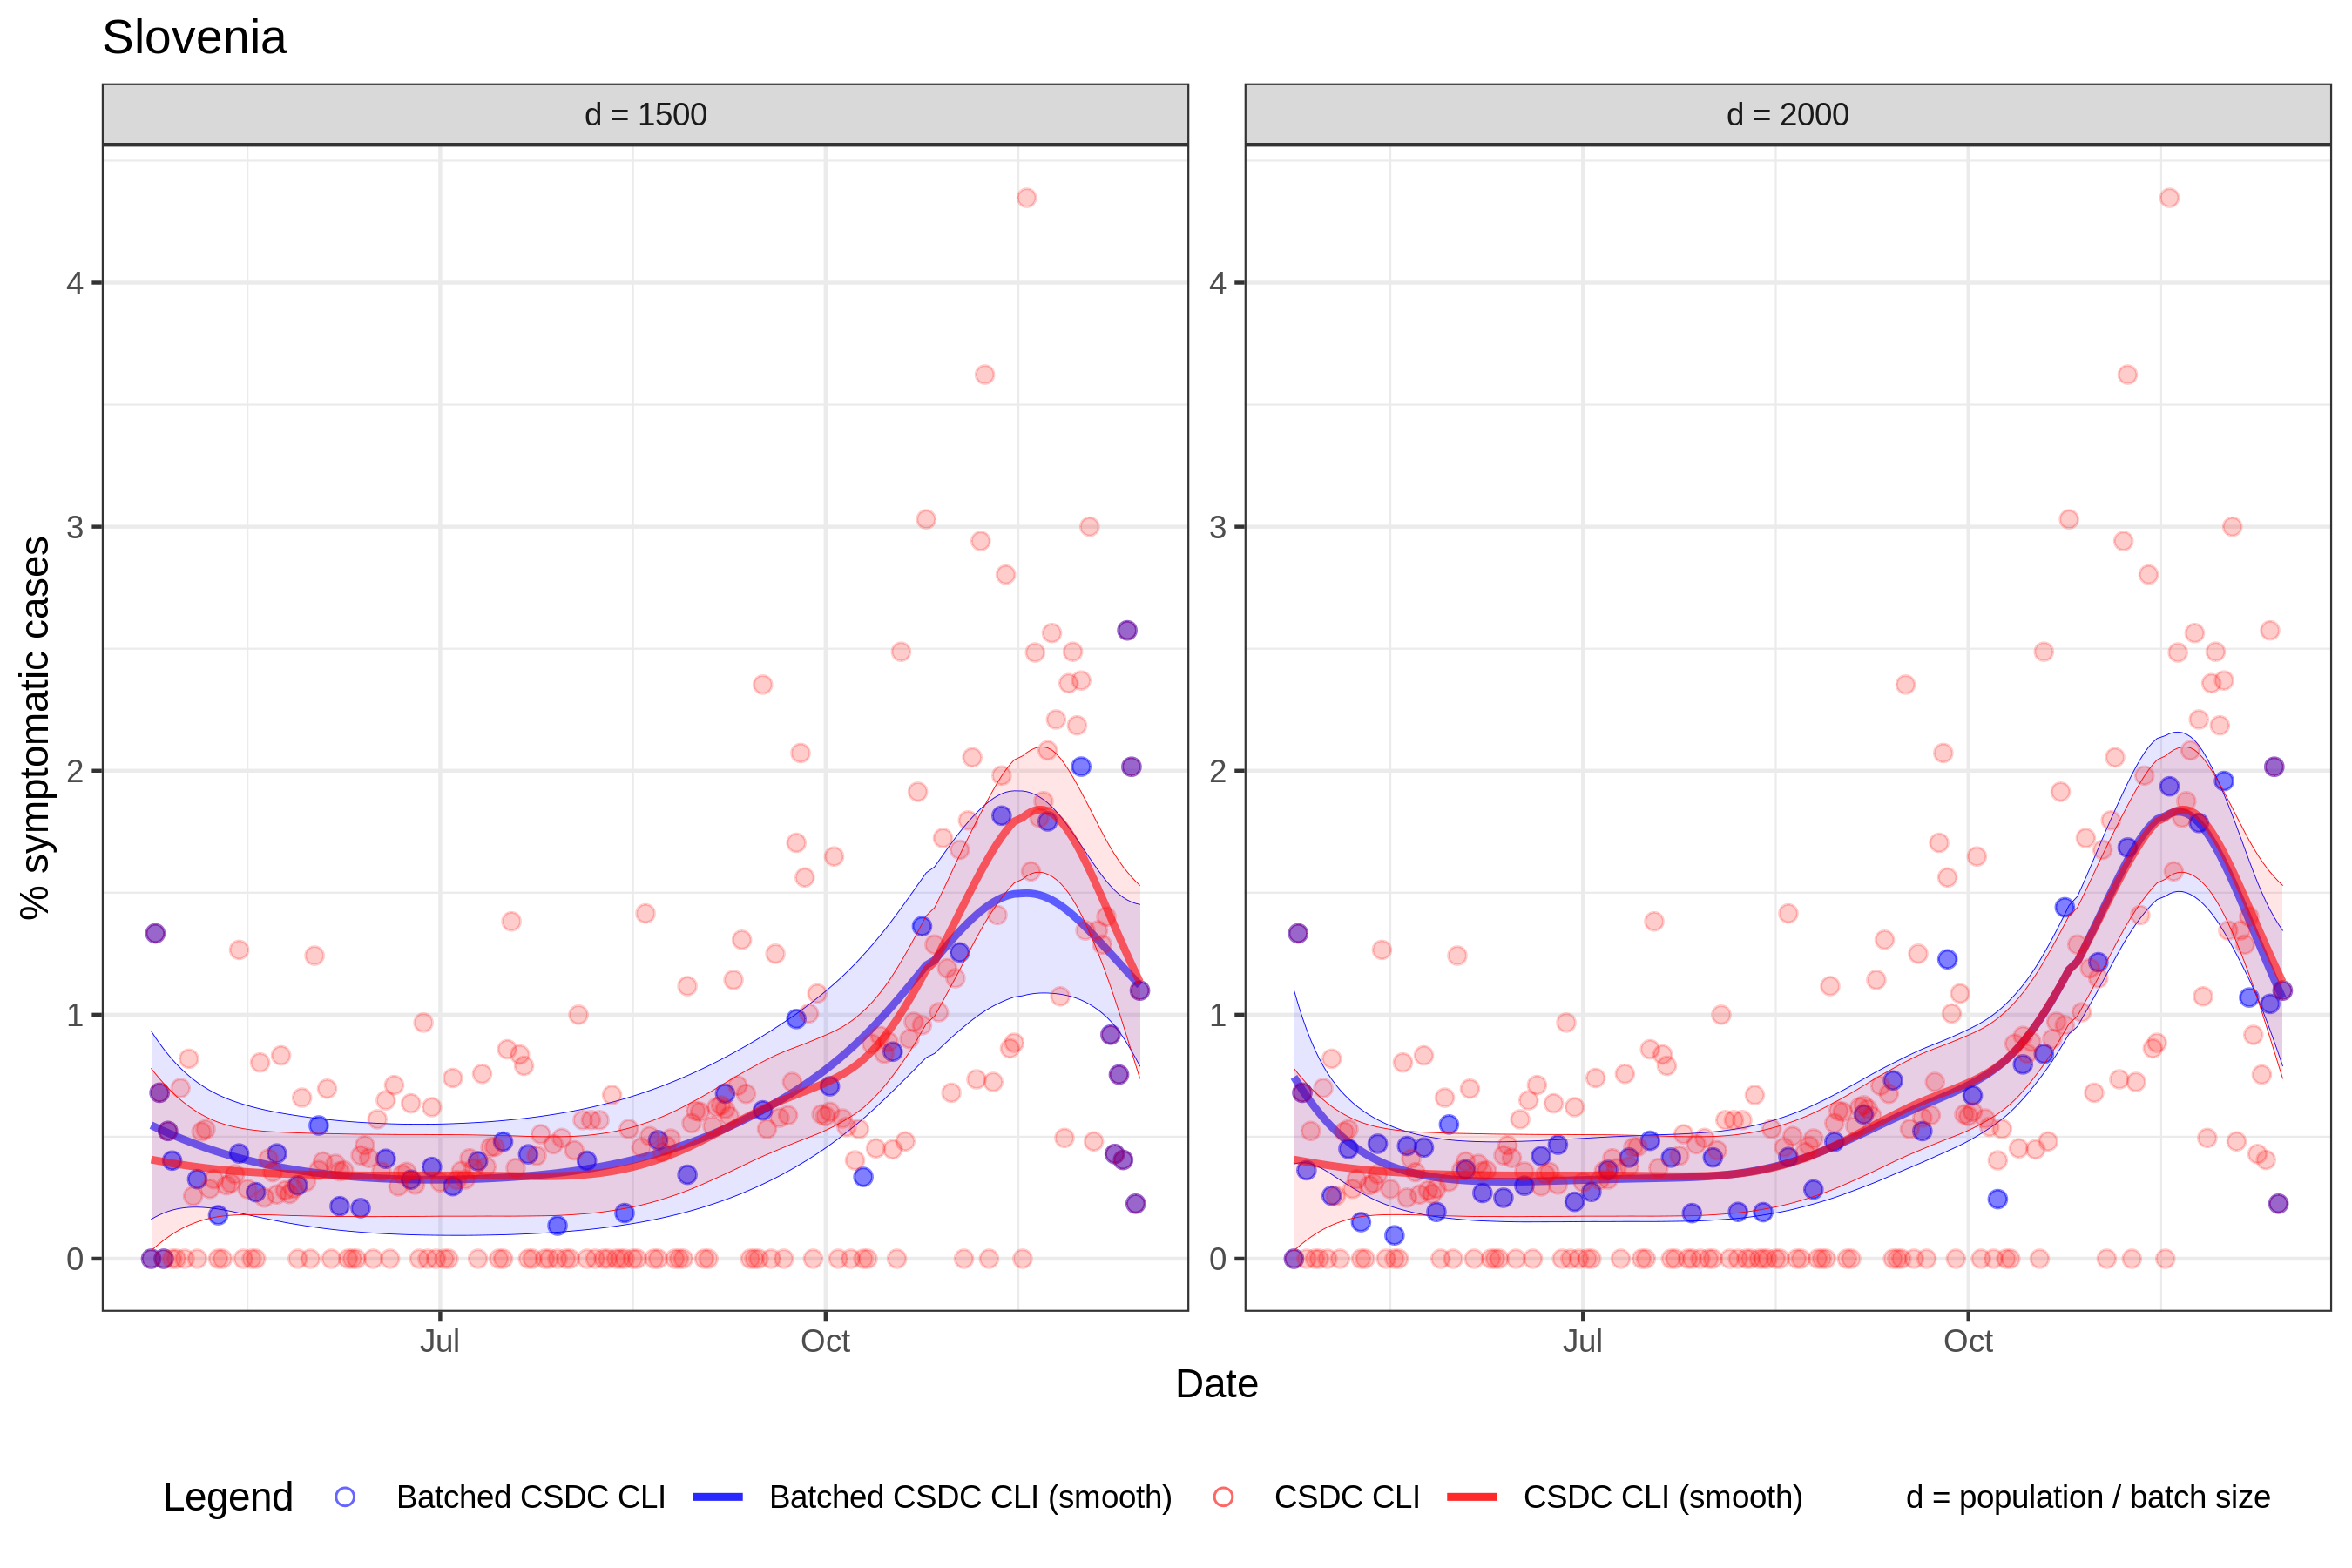 Slovenia
d = 1500
d = 2000
% symptomatic cases
4
3
2
1
0
4
3
2
1
0
Jul
Oct
Jul
Oct
Date
Legend
Batched CSDC CLI
Batched CSDC CLI (smooth)
CSDC CLI
CSDC CLI (smooth)
d = population / batch size